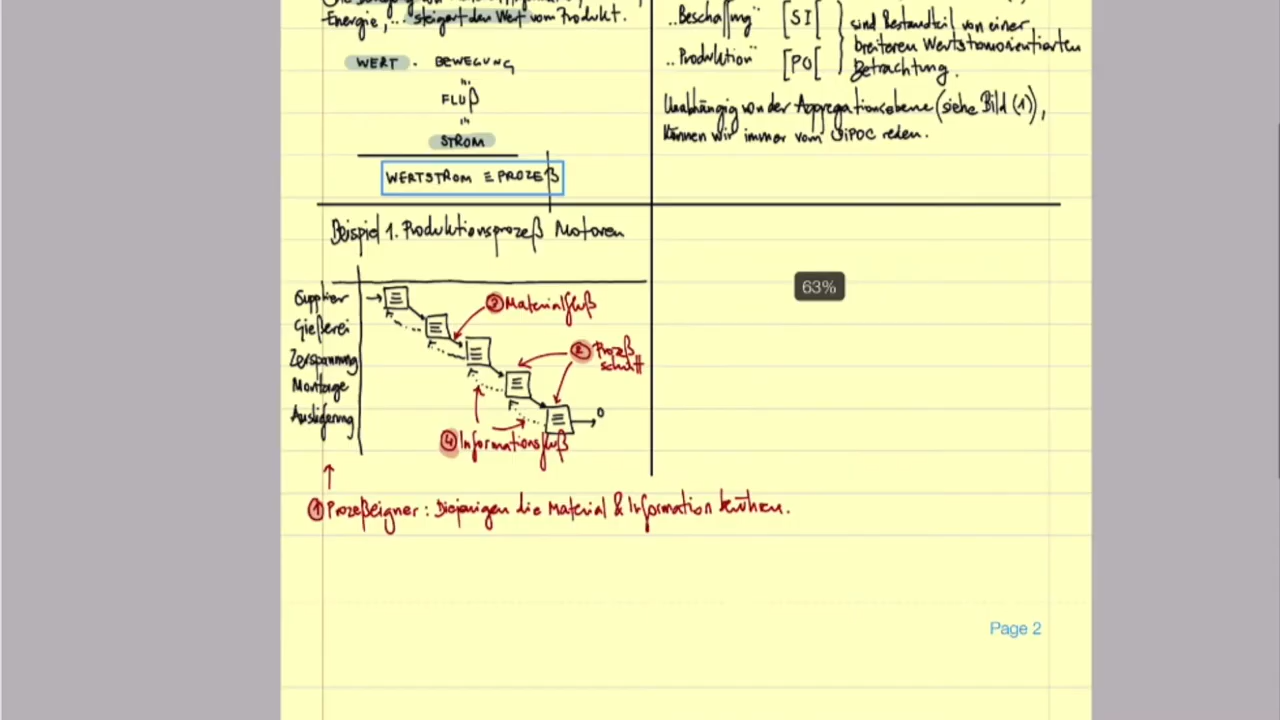 Energie, ... steigert den Wert vom Produkt.
WERT . BEWEGUNG
"
FLUß
"
STROM
WERTSTROM ≡ PROZEß
"Beschaffung" [SI[
"Produktion" [PO[
sind Bestandteil von einer
breiteren Wertstromorientierten
Betrachtung.
Unabhängig von der Aggregationsebene (siehe Bild (1)),
können wir immer vom SiPOC reden.
Beispiel 1. Produktionsprozeß Motoren
Supplier
Gießerei
Zerspannung
Montage
Auslieferung
③ Materialfluß
② Prozeß
schritt
④ Informationsfluß
① Prozeßeigner: Diejenigen die Material & Information berühren.
63%
Page 2